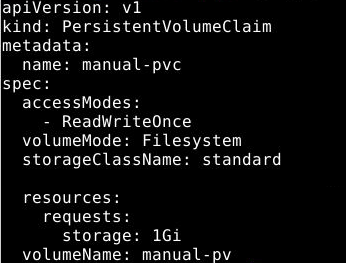 apiVersion: v1
kind: PersistentVolumeClaim
metadata:
  name: manual-pvc
spec:
  accessModes:
    - ReadWriteOnce
  volumeMode: Filesystem
  storageClassName: standard

  resources:
    requests:
      storage: 1Gi
  volumeName: manual-pv